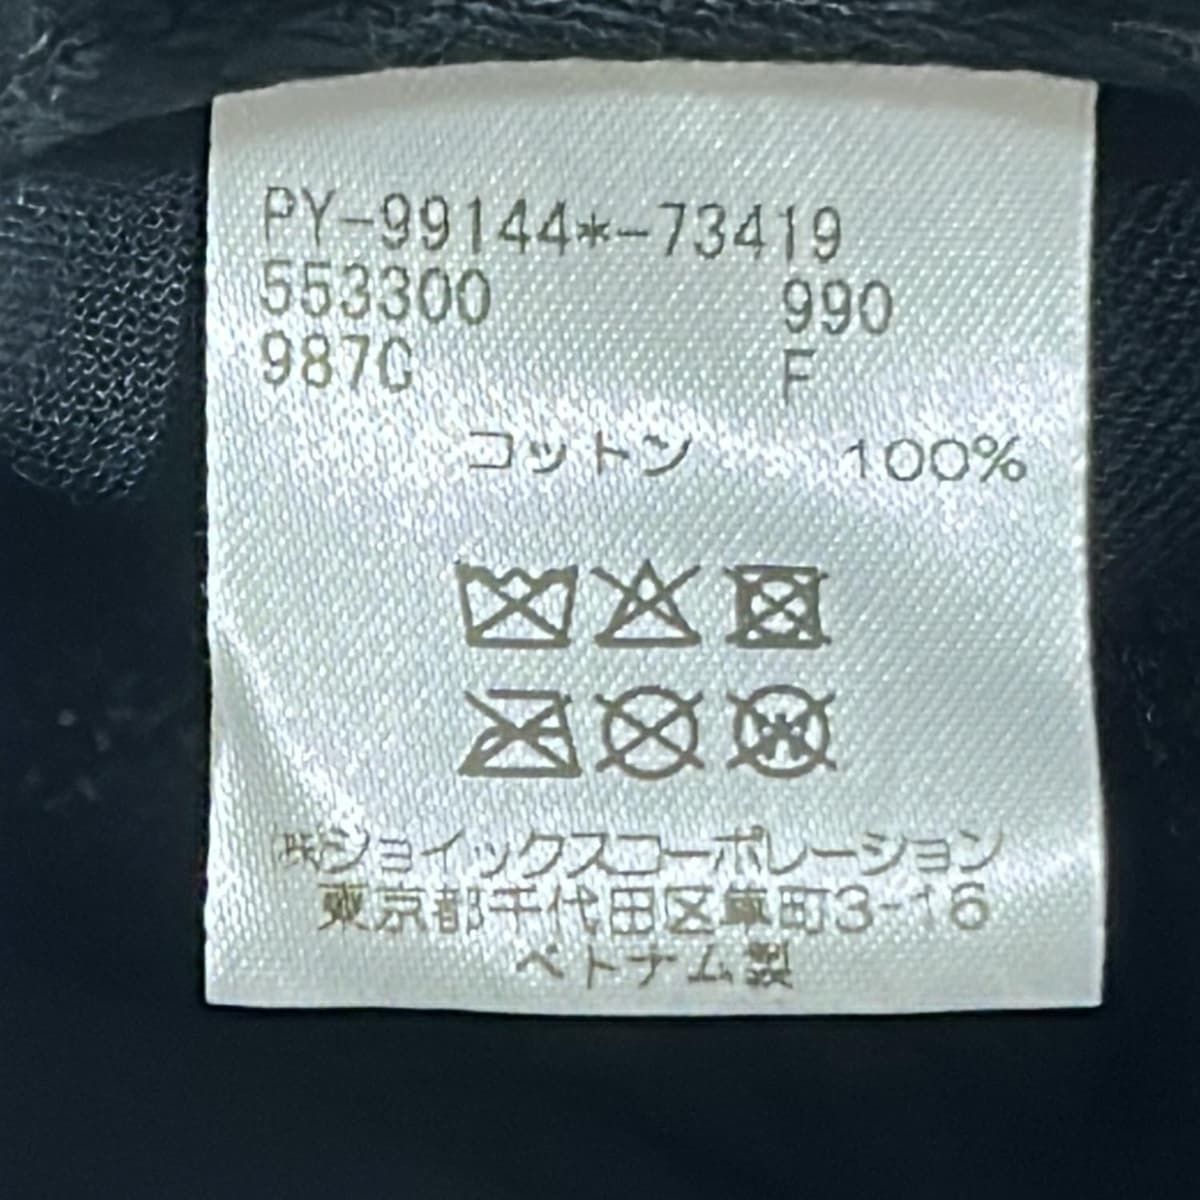 PY-99144*-73419
553300 990
987G F
コットン 100%
㈱ジョイックスコーポレーション
東京都千代田区隼町3-16
ベトナム製